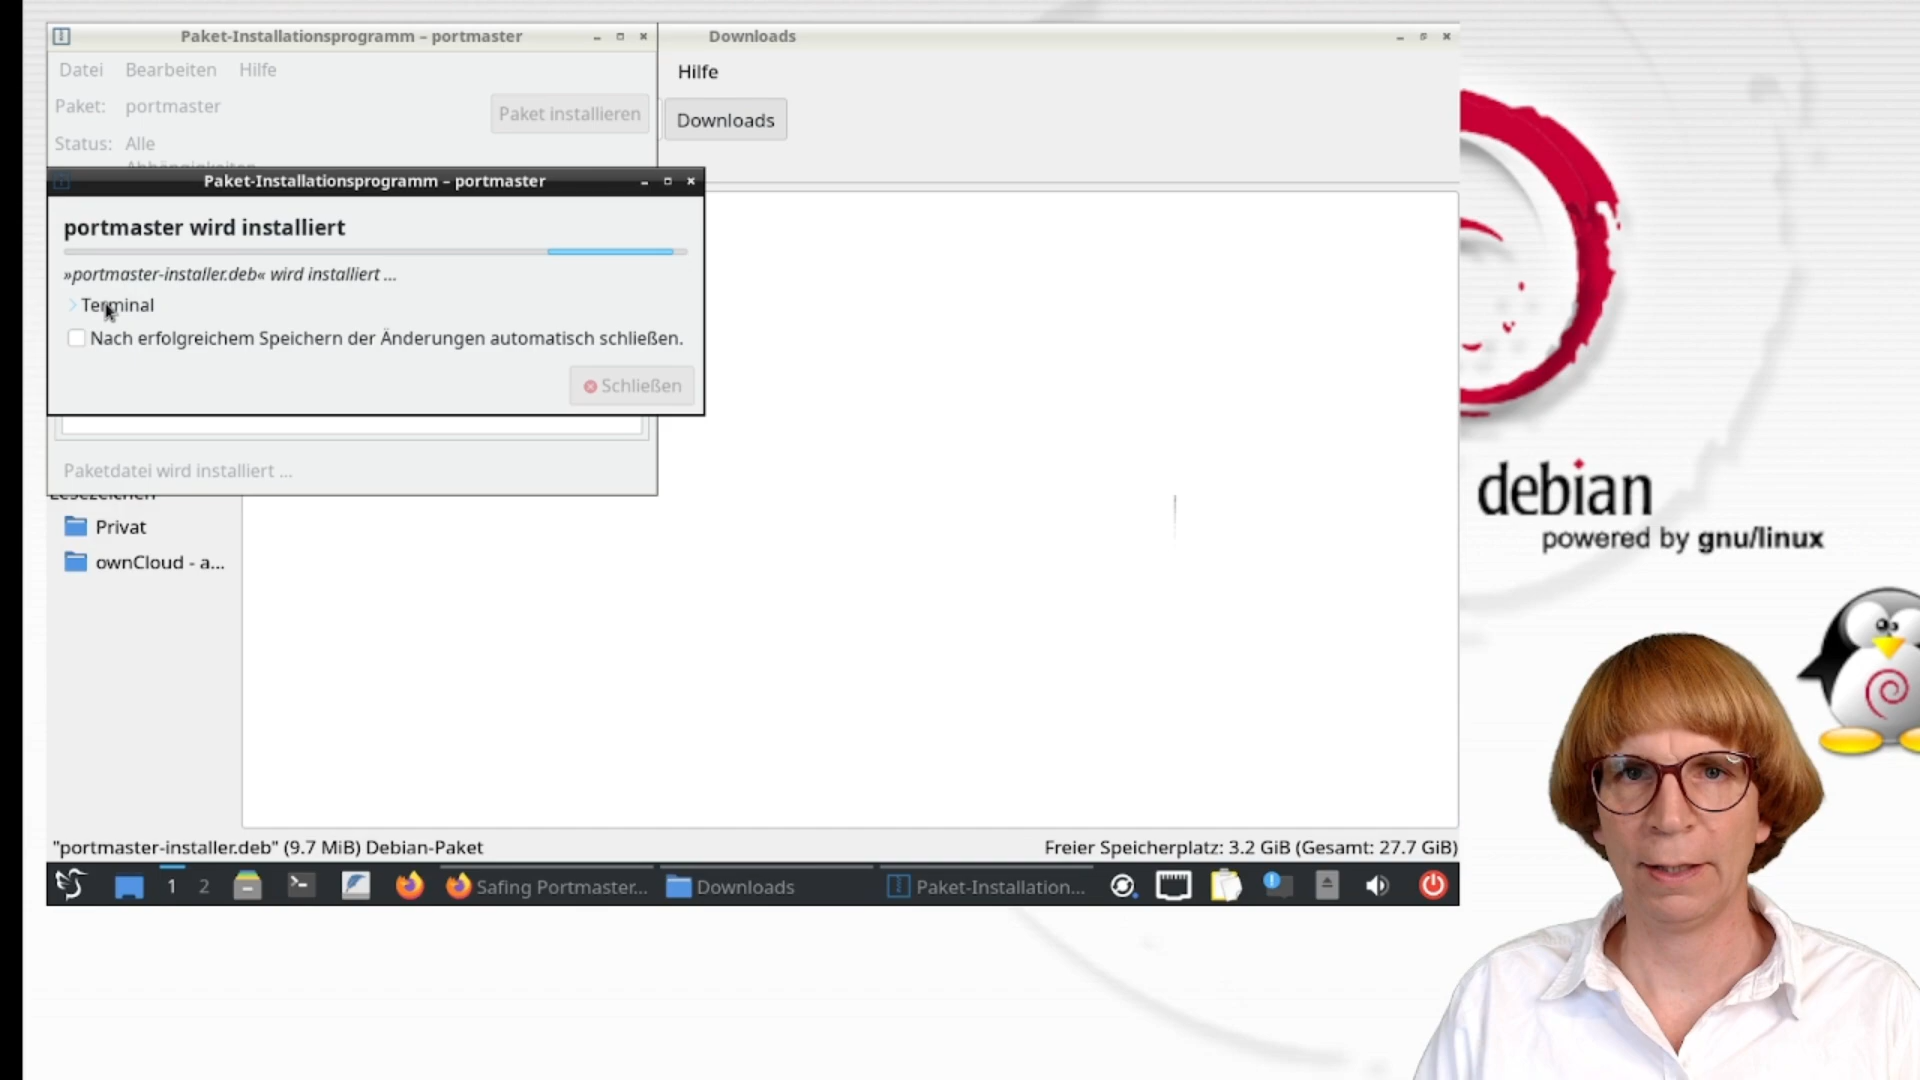 Paket-Installationsprogramm – portmaster
Downloads
Datei Bearbeiten Hilfe
Hilfe
Paket: portmaster
Paket installieren
Downloads
Status: Alle
Abhängigkeiten
Paket-Installationsprogramm – portmaster
portmaster wird installiert
»portmaster-installer.deb« wird installiert ...
Terminal
Nach erfolgreichem Speichern der Änderungen automatisch schließen.
Schließen
Paketdatei wird installiert ...
Lesezeichen
Privat
ownCloud - a...
debian
powered by gnu/linux
"portmaster-installer.deb" (9.7 MiB) Debian-Paket
Freier Speicherplatz: 3.2 GiB (Gesamt: 27.7 GiB)
1 2 Safing Portmaster... Downloads Paket-Installation...